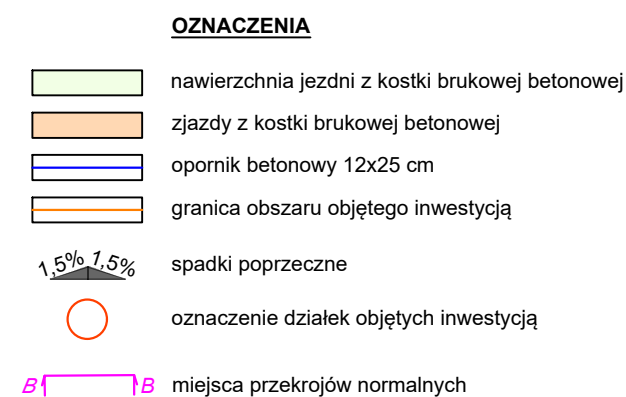 OZNACZENIA
nawierzchnia jezdni z kostki brukowej betonowej
zjazdy z kostki brukowej betonowej
opornik betonowy 12x25 cm
granica obszaru objętego inwestycją
1,5% 1,5% spadki poprzeczne
oznaczenie działek objętych inwestycją
B B miejsca przekrojów normalnych